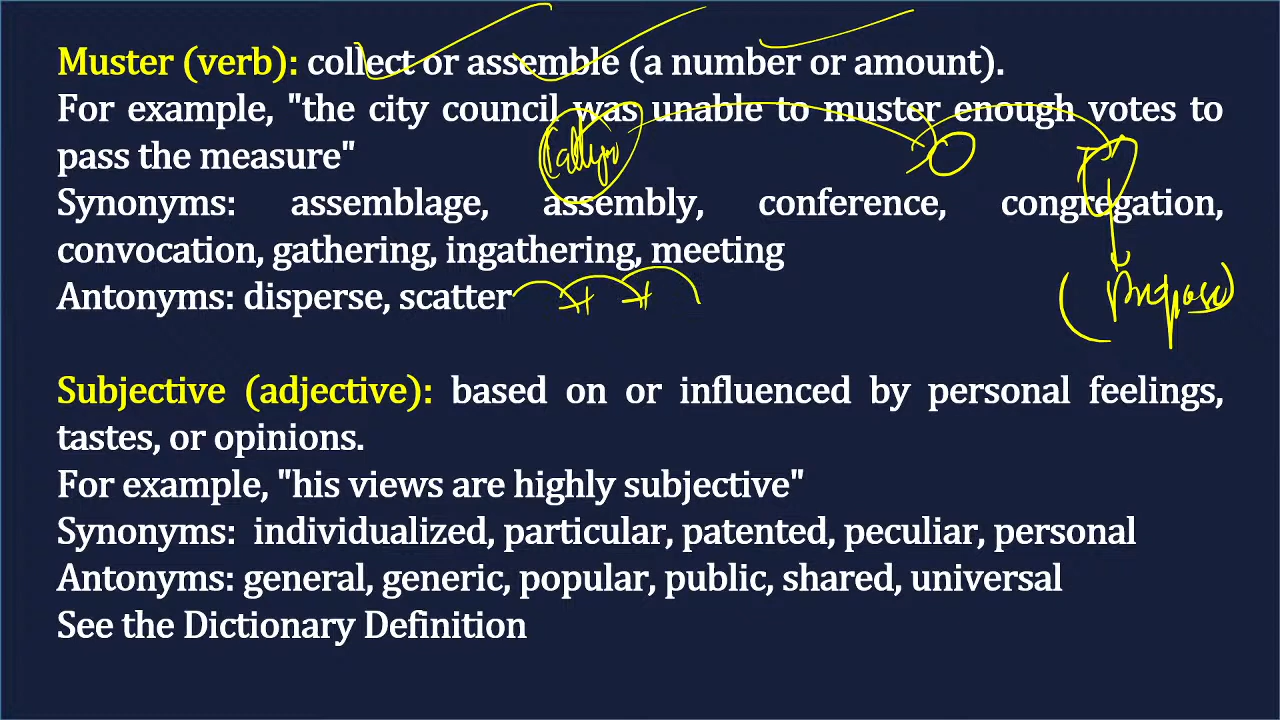 Muster (verb): collect or assemble (a number or amount).
For example, "the city council was unable to muster enough votes to
pass the measure"
Synonyms: assemblage, assembly, conference, congregation,
convocation, gathering, ingathering, meeting
Antonyms: disperse, scatter
Subjective (adjective): based on or influenced by personal feelings,
tastes, or opinions.
For example, "his views are highly subjective"
Synonyms: individualized, particular, patented, peculiar, personal
Antonyms: general, generic, popular, public, shared, universal
See the Dictionary Definition